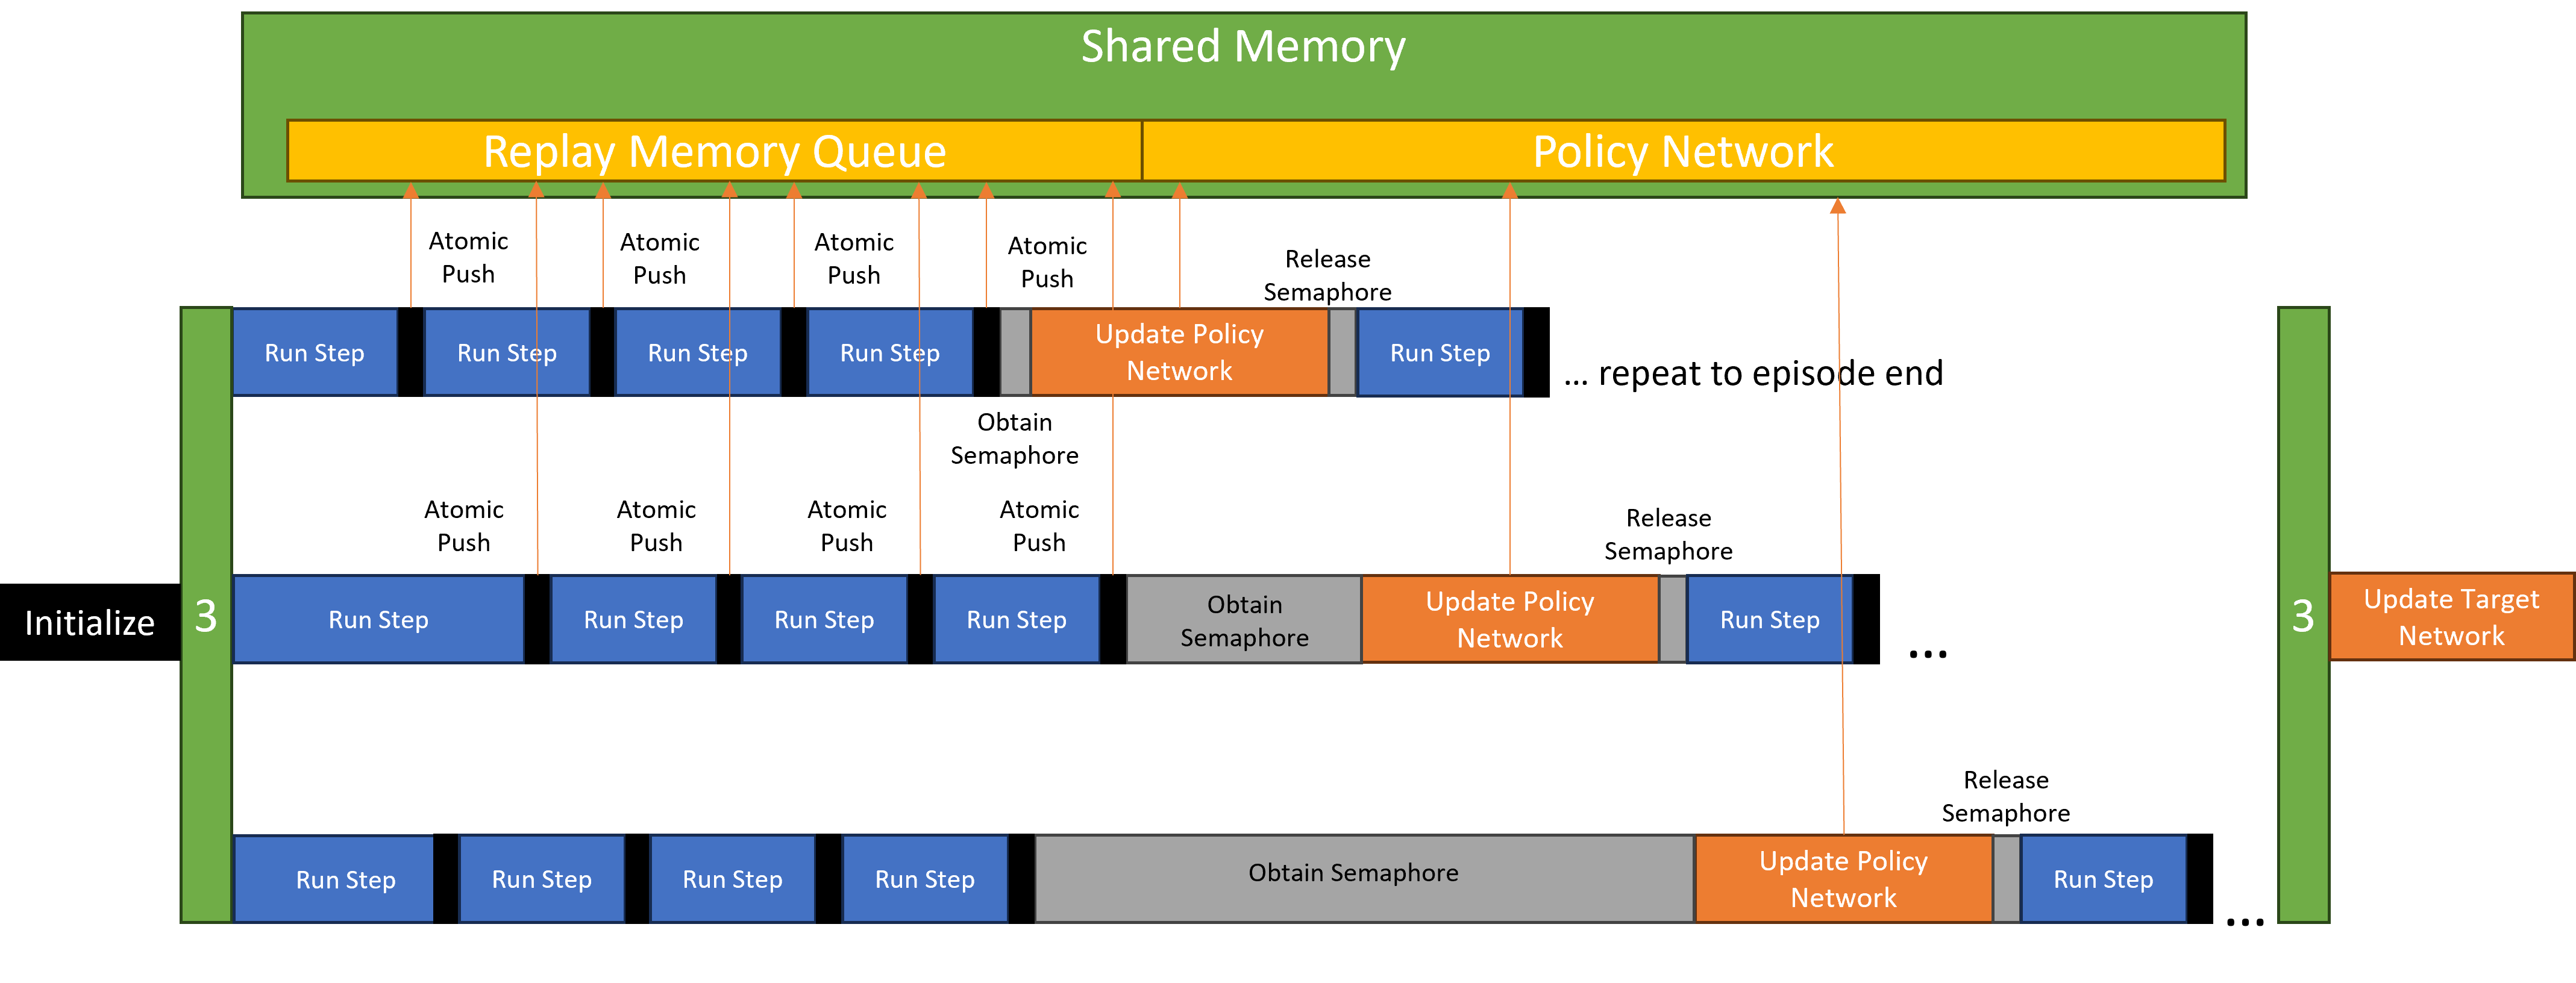 Shared Memory
Replay Memory Queue
Policy Network
Atomic
Push
Atomic
Push
Atomic
Push
Atomic
Push
Release
Semaphore
Run Step
Run Step
Run Step
Run Step
Update Policy
Network
Run Step
... repeat to episode end
Obtain
Semaphore
Atomic
Push
Atomic
Push
Atomic
Push
Atomic
Push
Release
Semaphore
Initialize
3
Run Step
Run Step
Run Step
Run Step
Obtain
Semaphore
Update Policy
Network
Run Step
...
3
Update Target
Network
Release
Semaphore
Run Step
Run Step
Run Step
Run Step
Obtain Semaphore
Update Policy
Network
Run Step
...